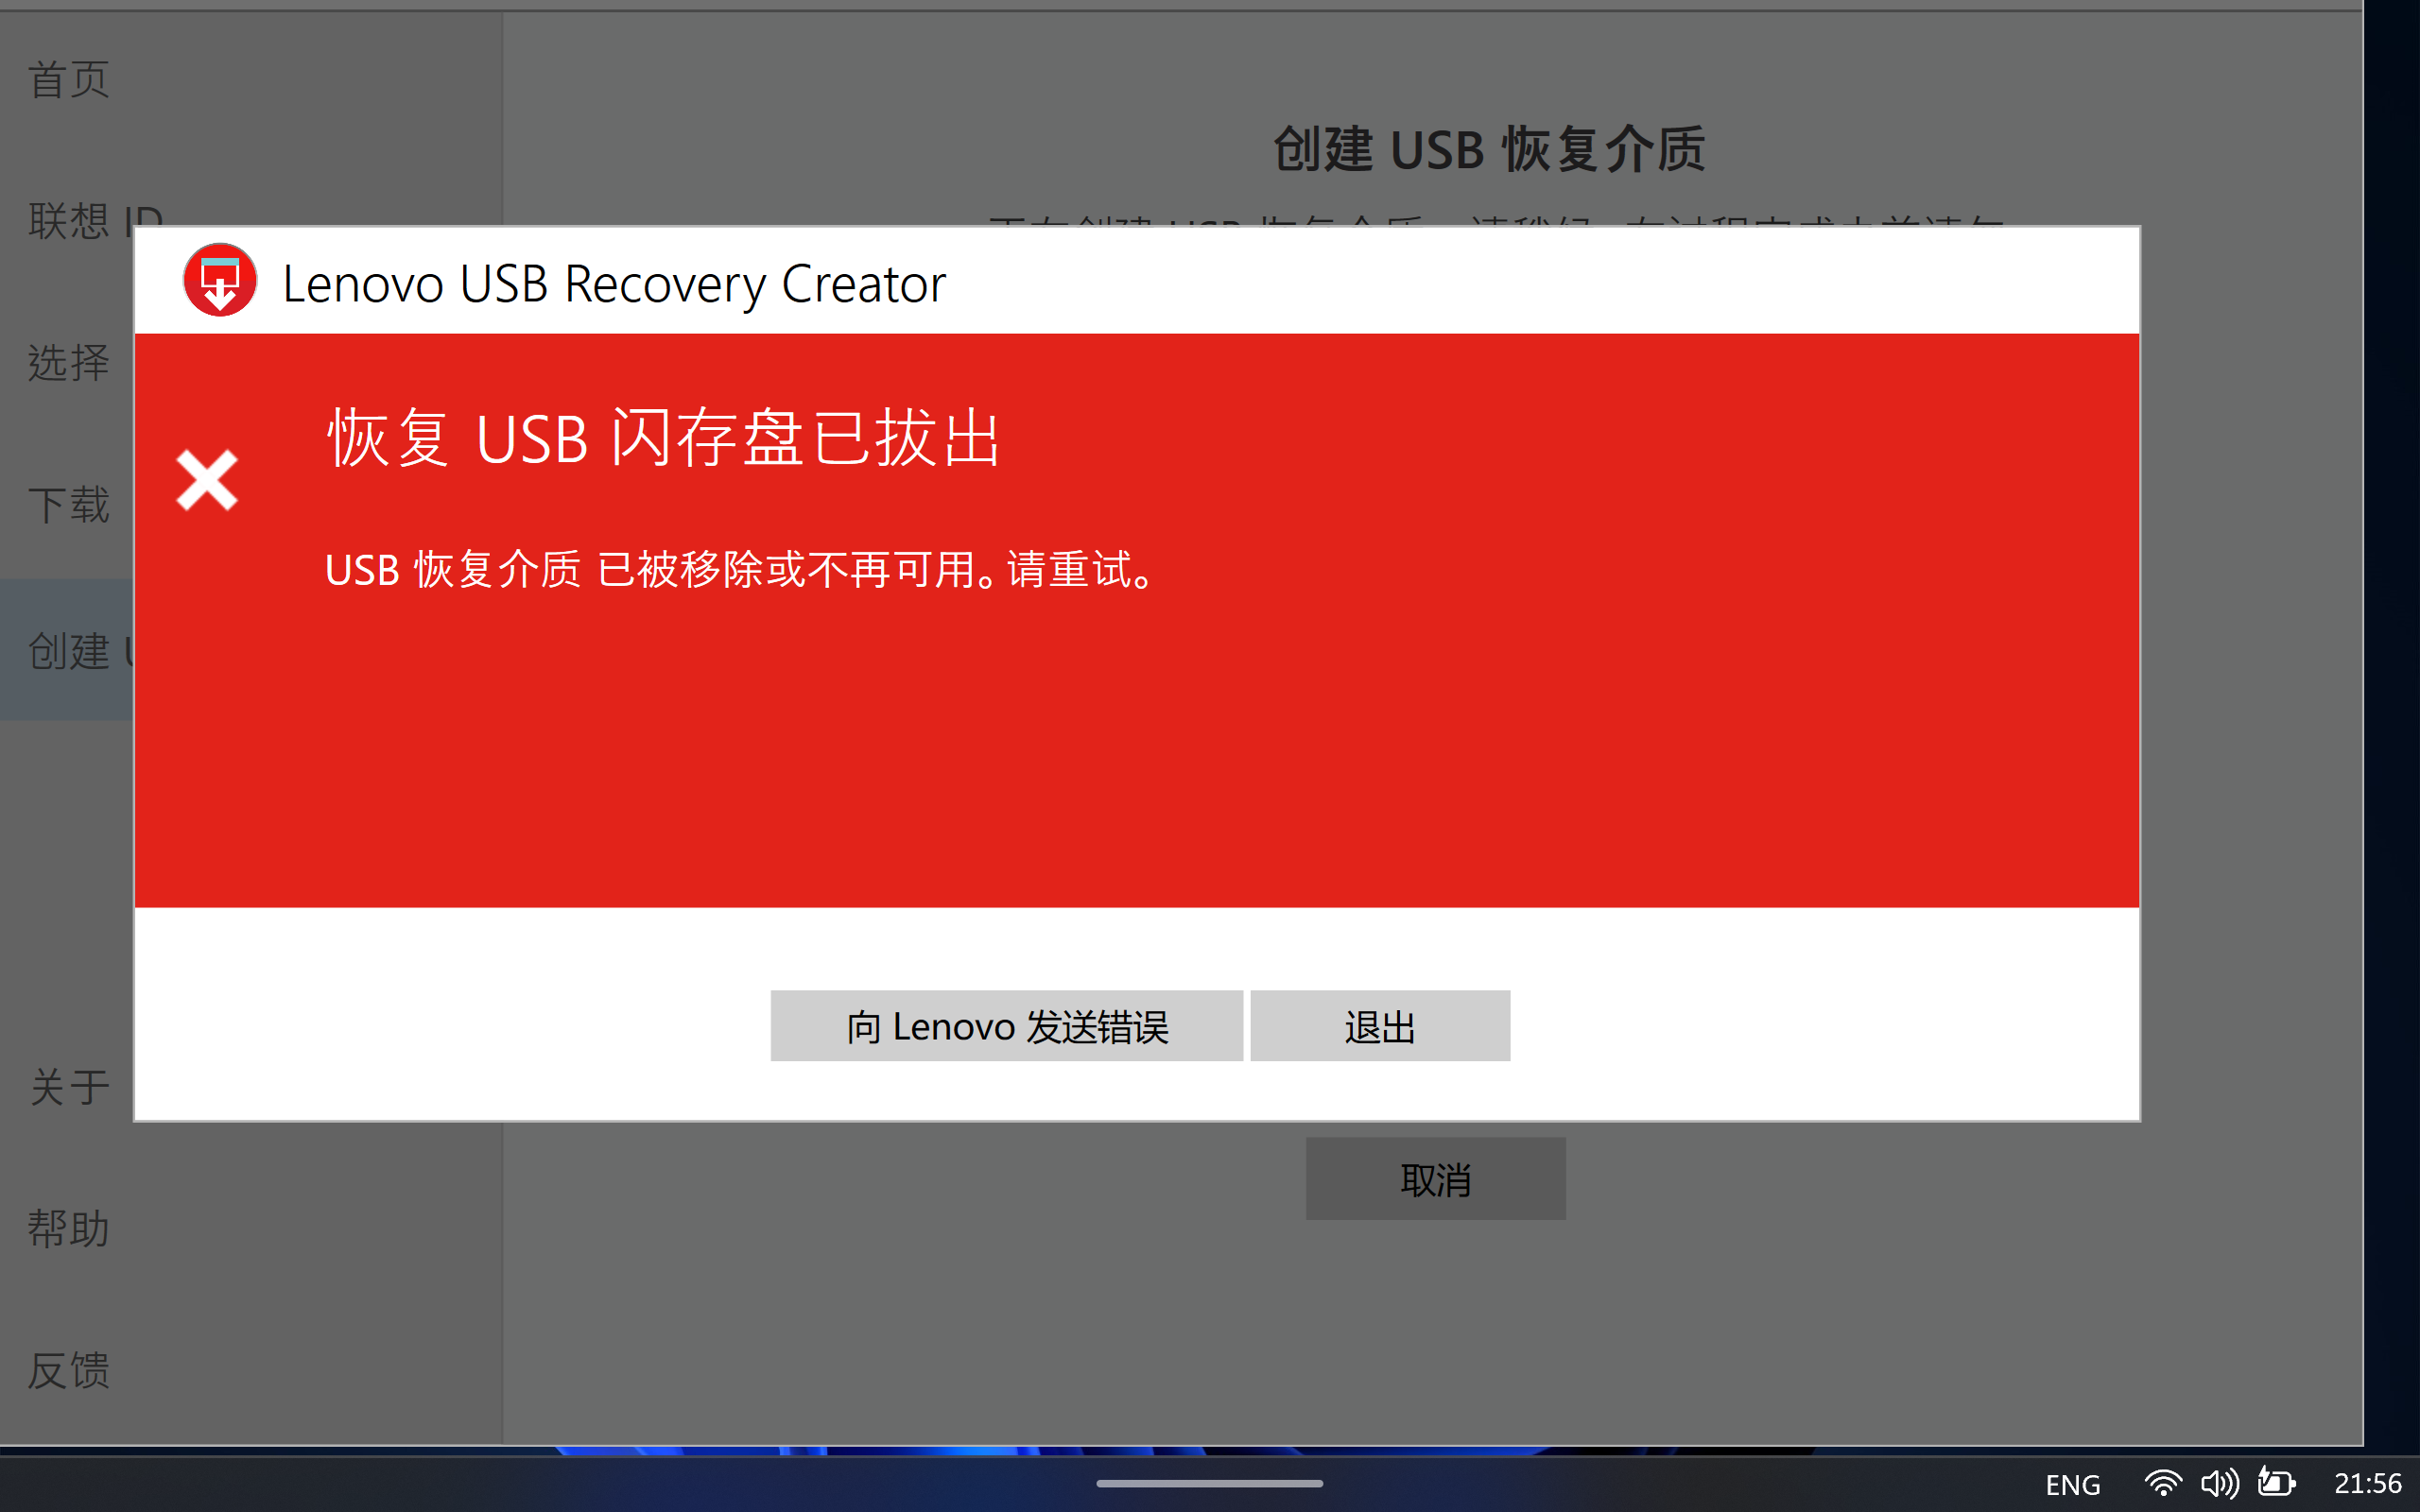 首页
创建 USB 恢复介质
联想 ID
Lenovo USB Recovery Creator
选择
恢复 USB 闪存盘已拔出
下载
USB 恢复介质 已被移除或不再可用。请重试。
创建
向 Lenovo 发送错误
退出
关于
取消
帮助
反馈
ENG
21:56